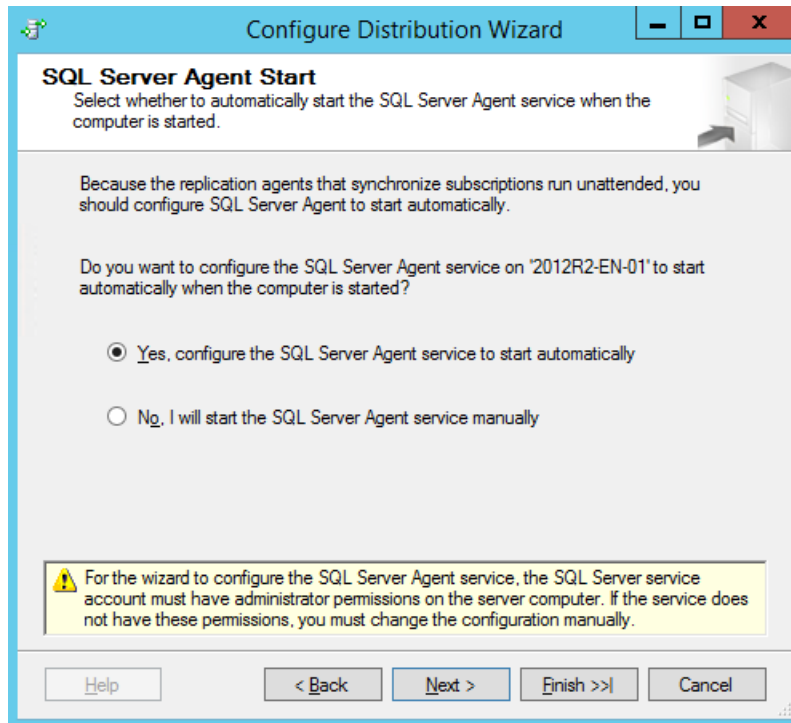 Configure Distribution Wizard
SQL Server Agent Start
Select whether to automatically start the SQL Server Agent service when the
computer is started.
Because the replication agents that synchronize subscriptions run unattended, you
should configure SQL Server Agent to start automatically.
Do you want to configure the SQL Server Agent service on '2012R2-EN-01' to start
automatically when the computer is started?
Yes, configure the SQL Server Agent service to start automatically
No, I will start the SQL Server Agent service manually
For the wizard to configure the SQL Server Agent service, the SQL Server service
account must have administrator permissions on the server computer. If the service does
not have these permissions, you must change the configuration manually.
Help < Back Next > Finish >>| Cancel